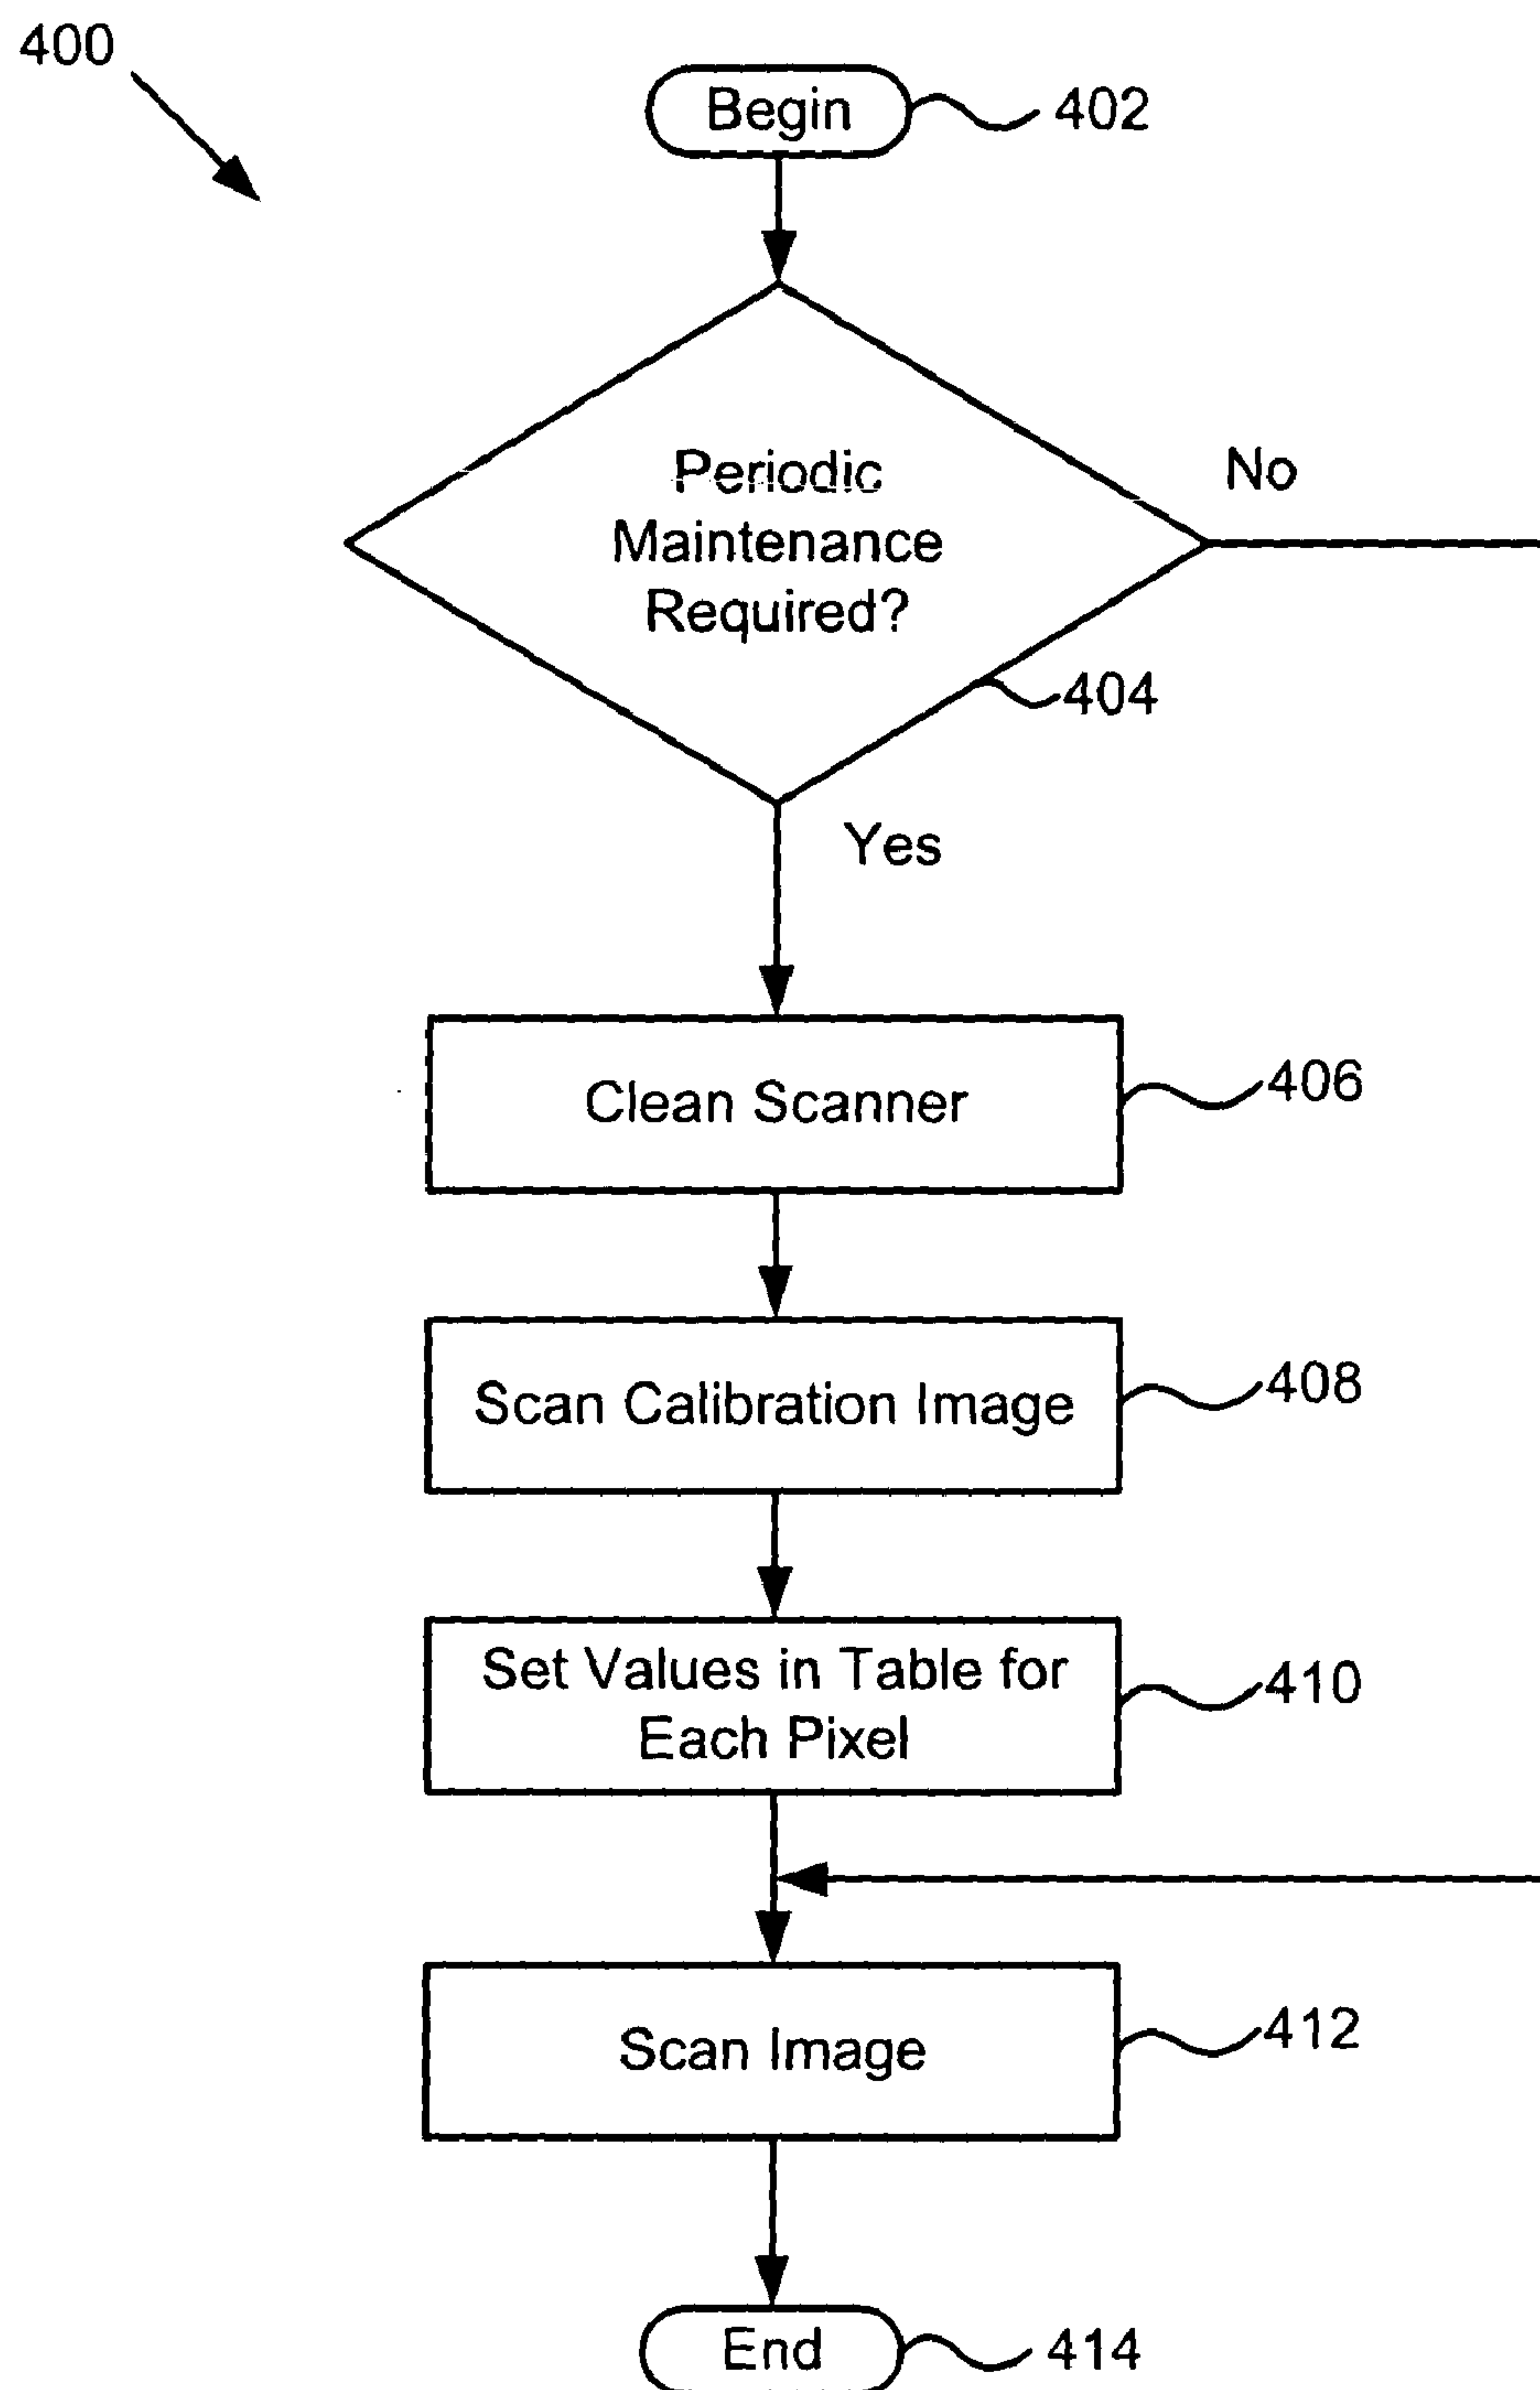 400
Begin
402
Periodic
Maintenance
Required?
No
404
Yes
Clean Scanner
406
Scan Calibration Image
408
Set Values in Table for
Each Pixel
410
Scan Image
412
End
414